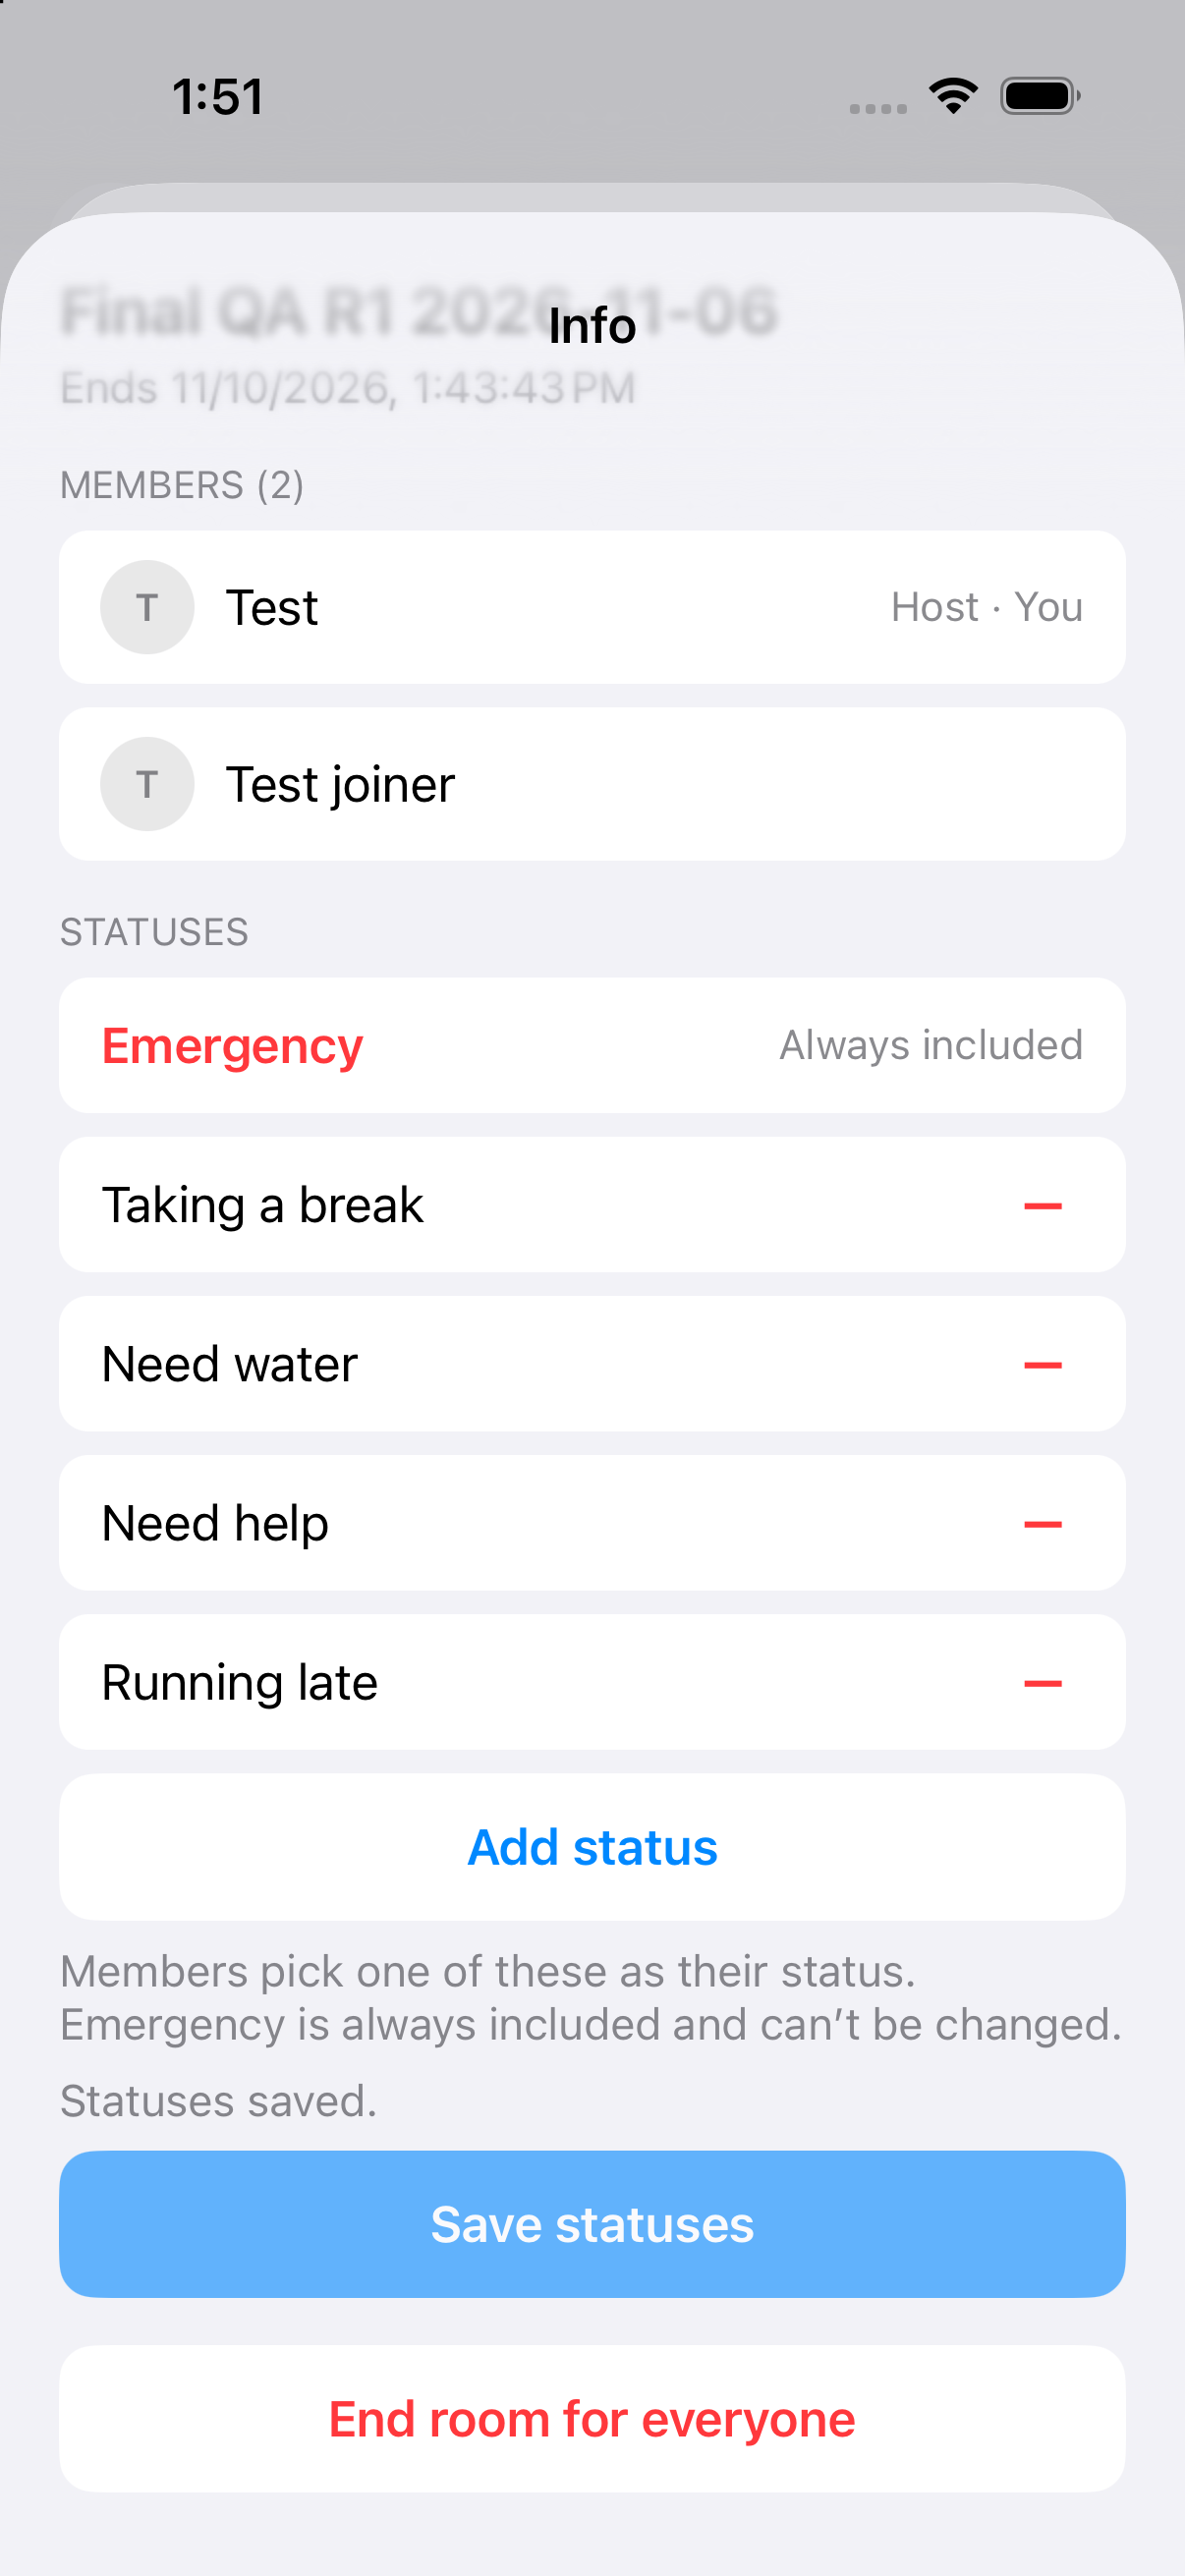 1:51
Final QA R1 2026-11-06
Info
Ends 11/10/2026, 1:43:43 PM
MEMBERS (2)
T Test Host · You
T Test joiner
STATUSES
Emergency Always included
Taking a break
Need water
Need help
Running late
Add status
Members pick one of these as their status.
Emergency is always included and can’t be changed.
Statuses saved.
Save statuses
End room for everyone